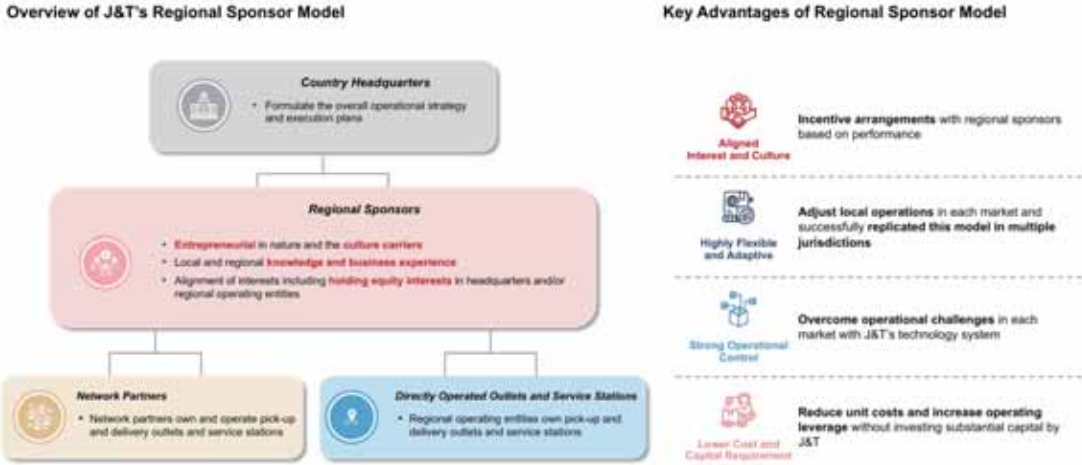 Overview of J&T's Regional Sponsor Model
Country Headquarters
• Formulate the overall operational strategy
and execution plans
Regional Sponsors
• Entrepreneurial in nature and the culture carriers
• Local and regional knowledge and business experience
• Alignment of interests including holding equity interests in headquarters and/or
regional operating entities
Network Partners
• Network partners own and operate pick-up
and delivery outlets and service stations
Directly Operated Outlets and Service Stations
• Regional operating entities own pick-up and
delivery outlets and service stations
Key Advantages of Regional Sponsor Model
Aligned
Interest and Culture
Incentive arrangements with regional sponsors
based on performance
Highly Flexible
and Adaptive
Adjust local operations in each market and
successfully replicated this model in multiple
jurisdictions
Strong Operational
Control
Overcome operational challenges in each
market with J&T's technology system
Lower Cost and
Capital Requirement
Reduce unit costs and increase operating
leverage without investing substantial capital by
J&T